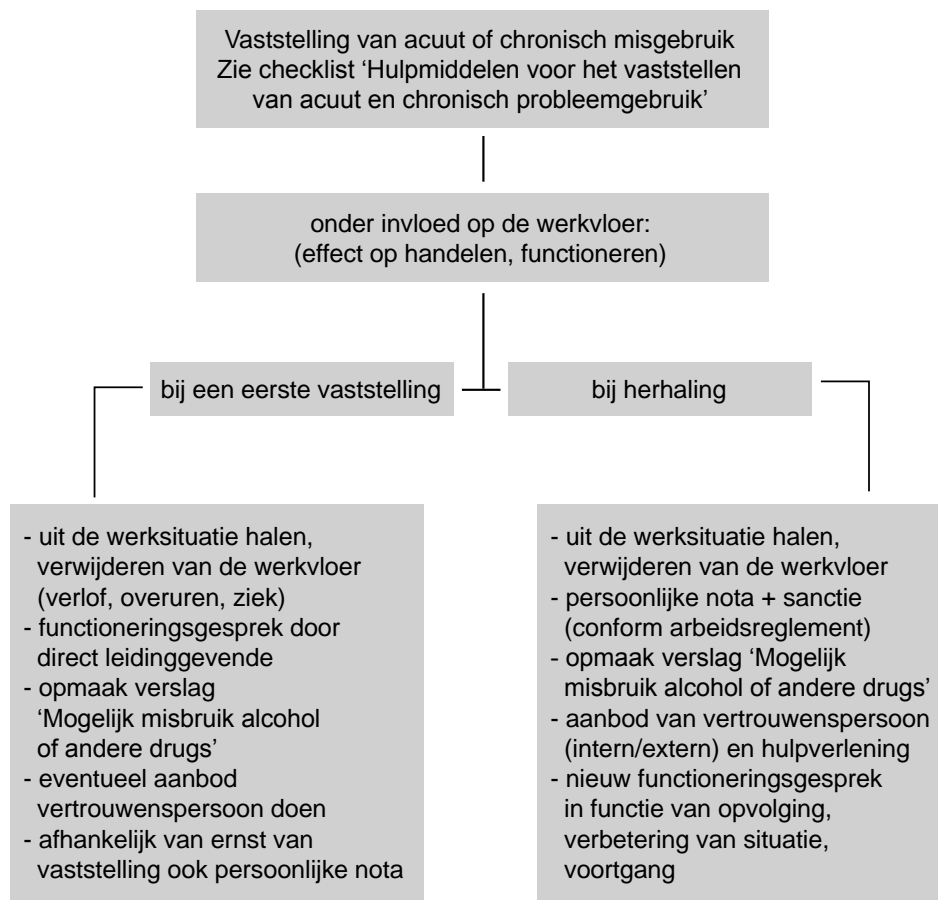 Vaststelling van acuut of chronisch misgebruik
Zie checklist ‘Hulpmiddelen voor het vaststellen
van acuut en chronisch probleemgebruik’
onder invloed op de werkvloer:
(effect op handelen, functioneren)
bij een eerste vaststelling
bij herhaling
- uit de werksituatie halen,
verwijderen van de werkvloer
(verlof, overuren, ziek)
- functioneringsgesprek door
direct leidinggevende
- opmaak verslag
‘Mogelijk misbruik alcohol
of andere drugs’
- eventueel aanbod
vertrouwenspersoon doen
- afhankelijk van ernst van
vaststelling ook persoonlijke nota
- uit de werksituatie halen,
verwijderen van de werkvloer
- persoonlijke nota + sanctie
(conform arbeidsreglement)
- opmaak verslag ‘Mogelijk
misbruik alcohol of andere drugs’
- aanbod van vertrouwenspersoon
(intern/extern) en hulpverlening
- nieuw functioneringsgesprek
in functie van opvolging,
verbetering van situatie,
voortgang